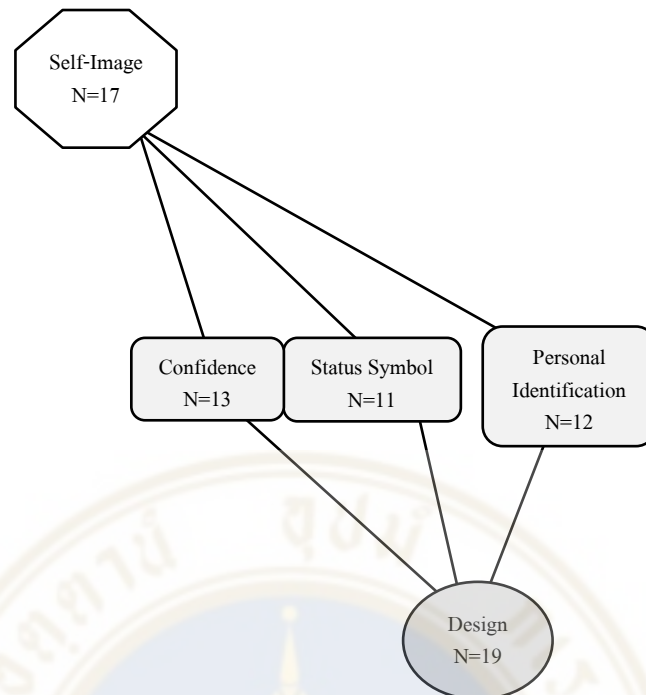 Self-Image
N=17
Confidence
N=13
Status Symbol
N=11
Personal
Identification
N=12
Design
N=19